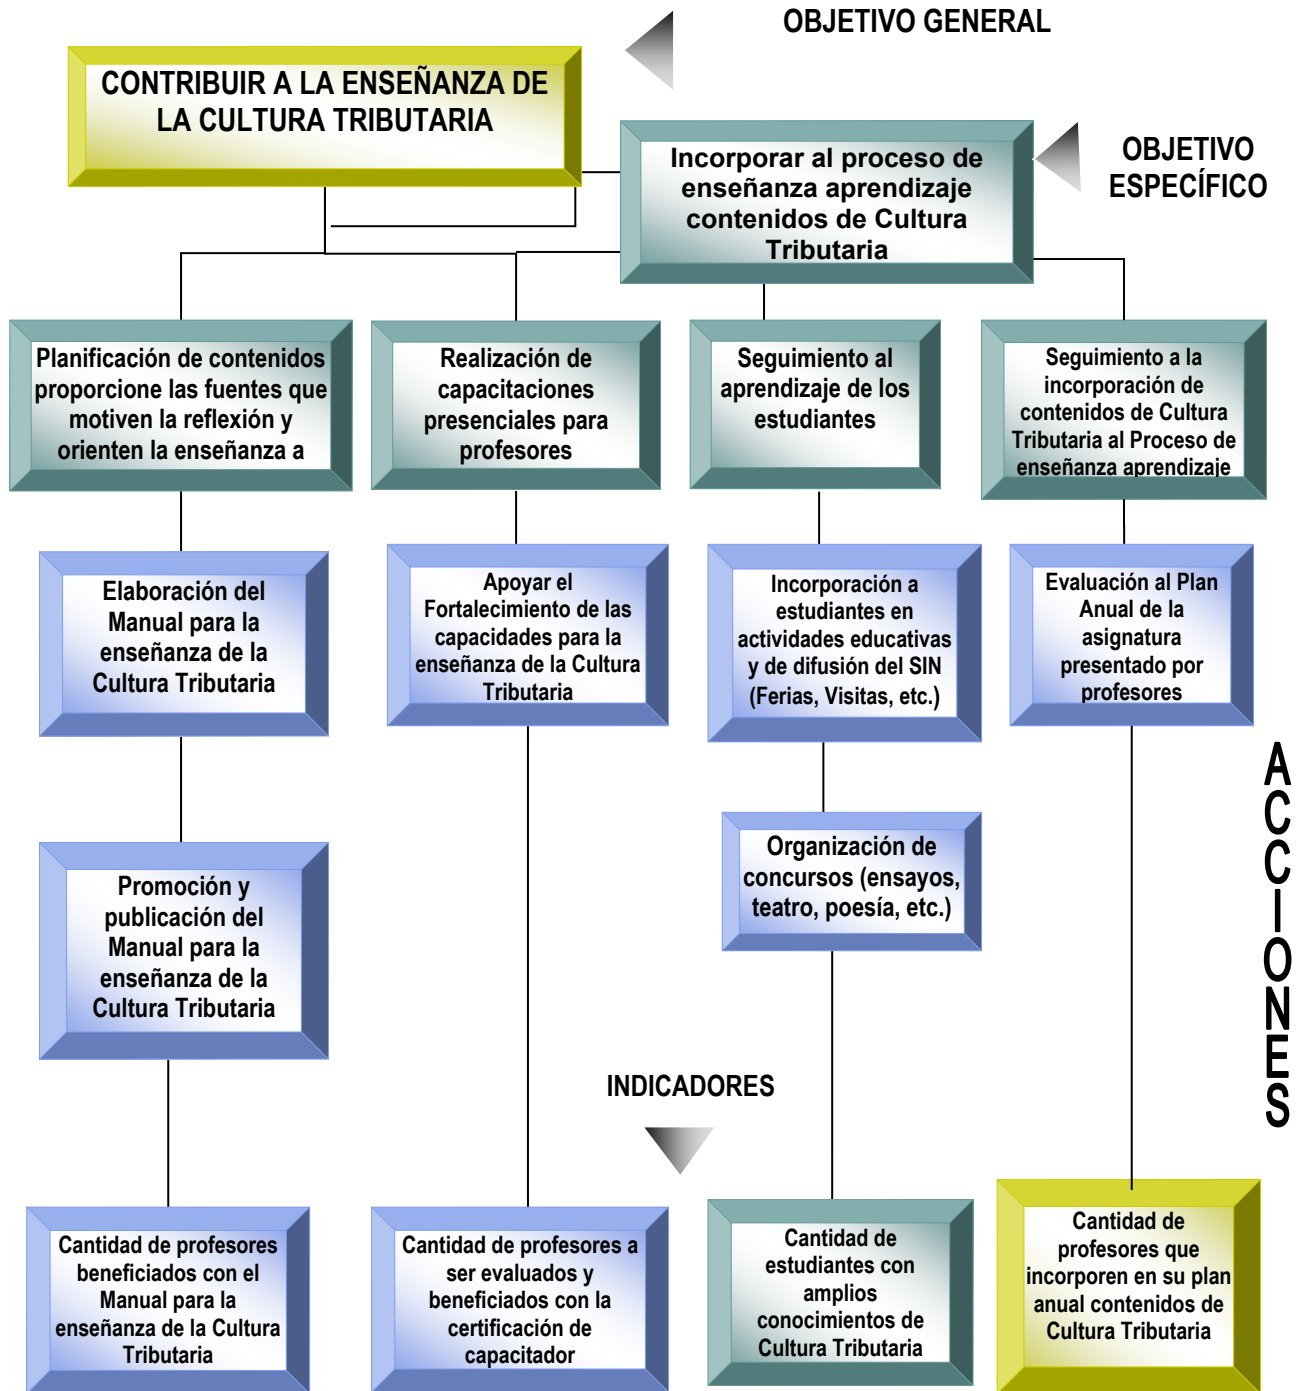 OBJETIVO GENERAL
CONTRIBUIR A LA ENSEÑANZA DE
LA CULTURA TRIBUTARIA
OBJETIVO
ESPECÍFICO
Incorporar al proceso de
enseñanza aprendizaje
contenidos de Cultura
Tributaria
Planificación de contenidos
proporcione las fuentes que
motiven la reflexión y
orienten la enseñanza a
Realización de
capacitaciones
presenciales para
profesores
Seguimiento al
aprendizaje de los
estudiantes
Seguimiento a la
incorporación de
contenidos de Cultura
Tributaria al Proceso de
enseñanza aprendizaje
Elaboración del
Manual para la
enseñanza de la
Cultura Tributaria
Apoyar el
Fortalecimiento de las
capacidades para la
enseñanza de la Cultura
Tributaria
Incorporación a
estudiantes en
actividades educativas
y de difusión del SIN
(Ferias, Visitas, etc.)
Evaluación al Plan
Anual de la
asignatura
presentado por
profesores
ACCIONES
Promoción y
publicación del
Manual para la
enseñanza de la
Cultura Tributaria
Organización de
concursos (ensayos,
teatro, poesía, etc.)
INDICADORES
Cantidad de profesores
beneficiados con el
Manual para la
enseñanza de la Cultura
Tributaria
Cantidad de profesores a
ser evaluados y
beneficiados con la
certificación de
capacitador
Cantidad de
estudiantes con
amplios
conocimientos de
Cultura Tributaria
Cantidad de
profesores que
incorporen en su plan
anual contenidos de
Cultura Tributaria